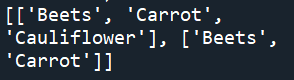 [['Beets', 'Carrot',
'Cauliflower'], ['Beets',
'Carrot']]